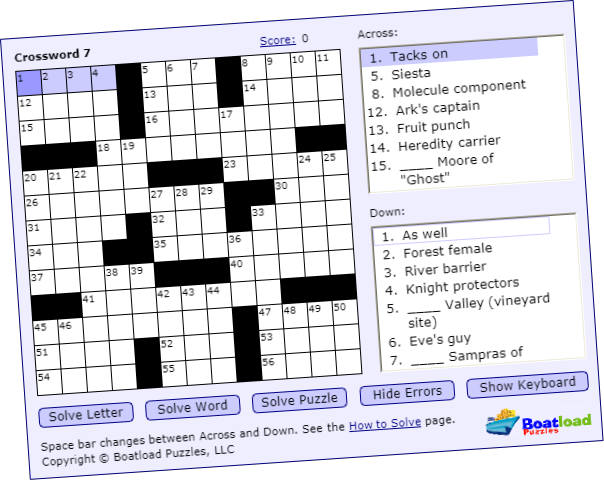 Crossword 7
Score: 0
1 2 3 4 5 6 7 8 9 10 11
12 13 14
15 16 17
18 19
20 21 22 23 24 25
26 27 28 29 30
31 32 33
34 35 36
37 38 39 40
41 42 43 44
45 46 47 48 49 50
51 52 53
54 55 56
Across:
1. Tacks on
5. Siesta
8. Molecule component
12. Ark's captain
13. Fruit punch
14. Heredity carrier
15. ____ Moore of
"Ghost"
Down:
1. As well
2. Forest female
3. River barrier
4. Knight protectors
5. ____ Valley (vineyard
site)
6. Eve's guy
7. ____ Sampras of
Solve Letter Solve Word Solve Puzzle Hide Errors Show Keyboard
Space bar changes between Across and Down. See the How to Solve page.
Copyright © Boatload Puzzles, LLC
Boatload
Puzzles